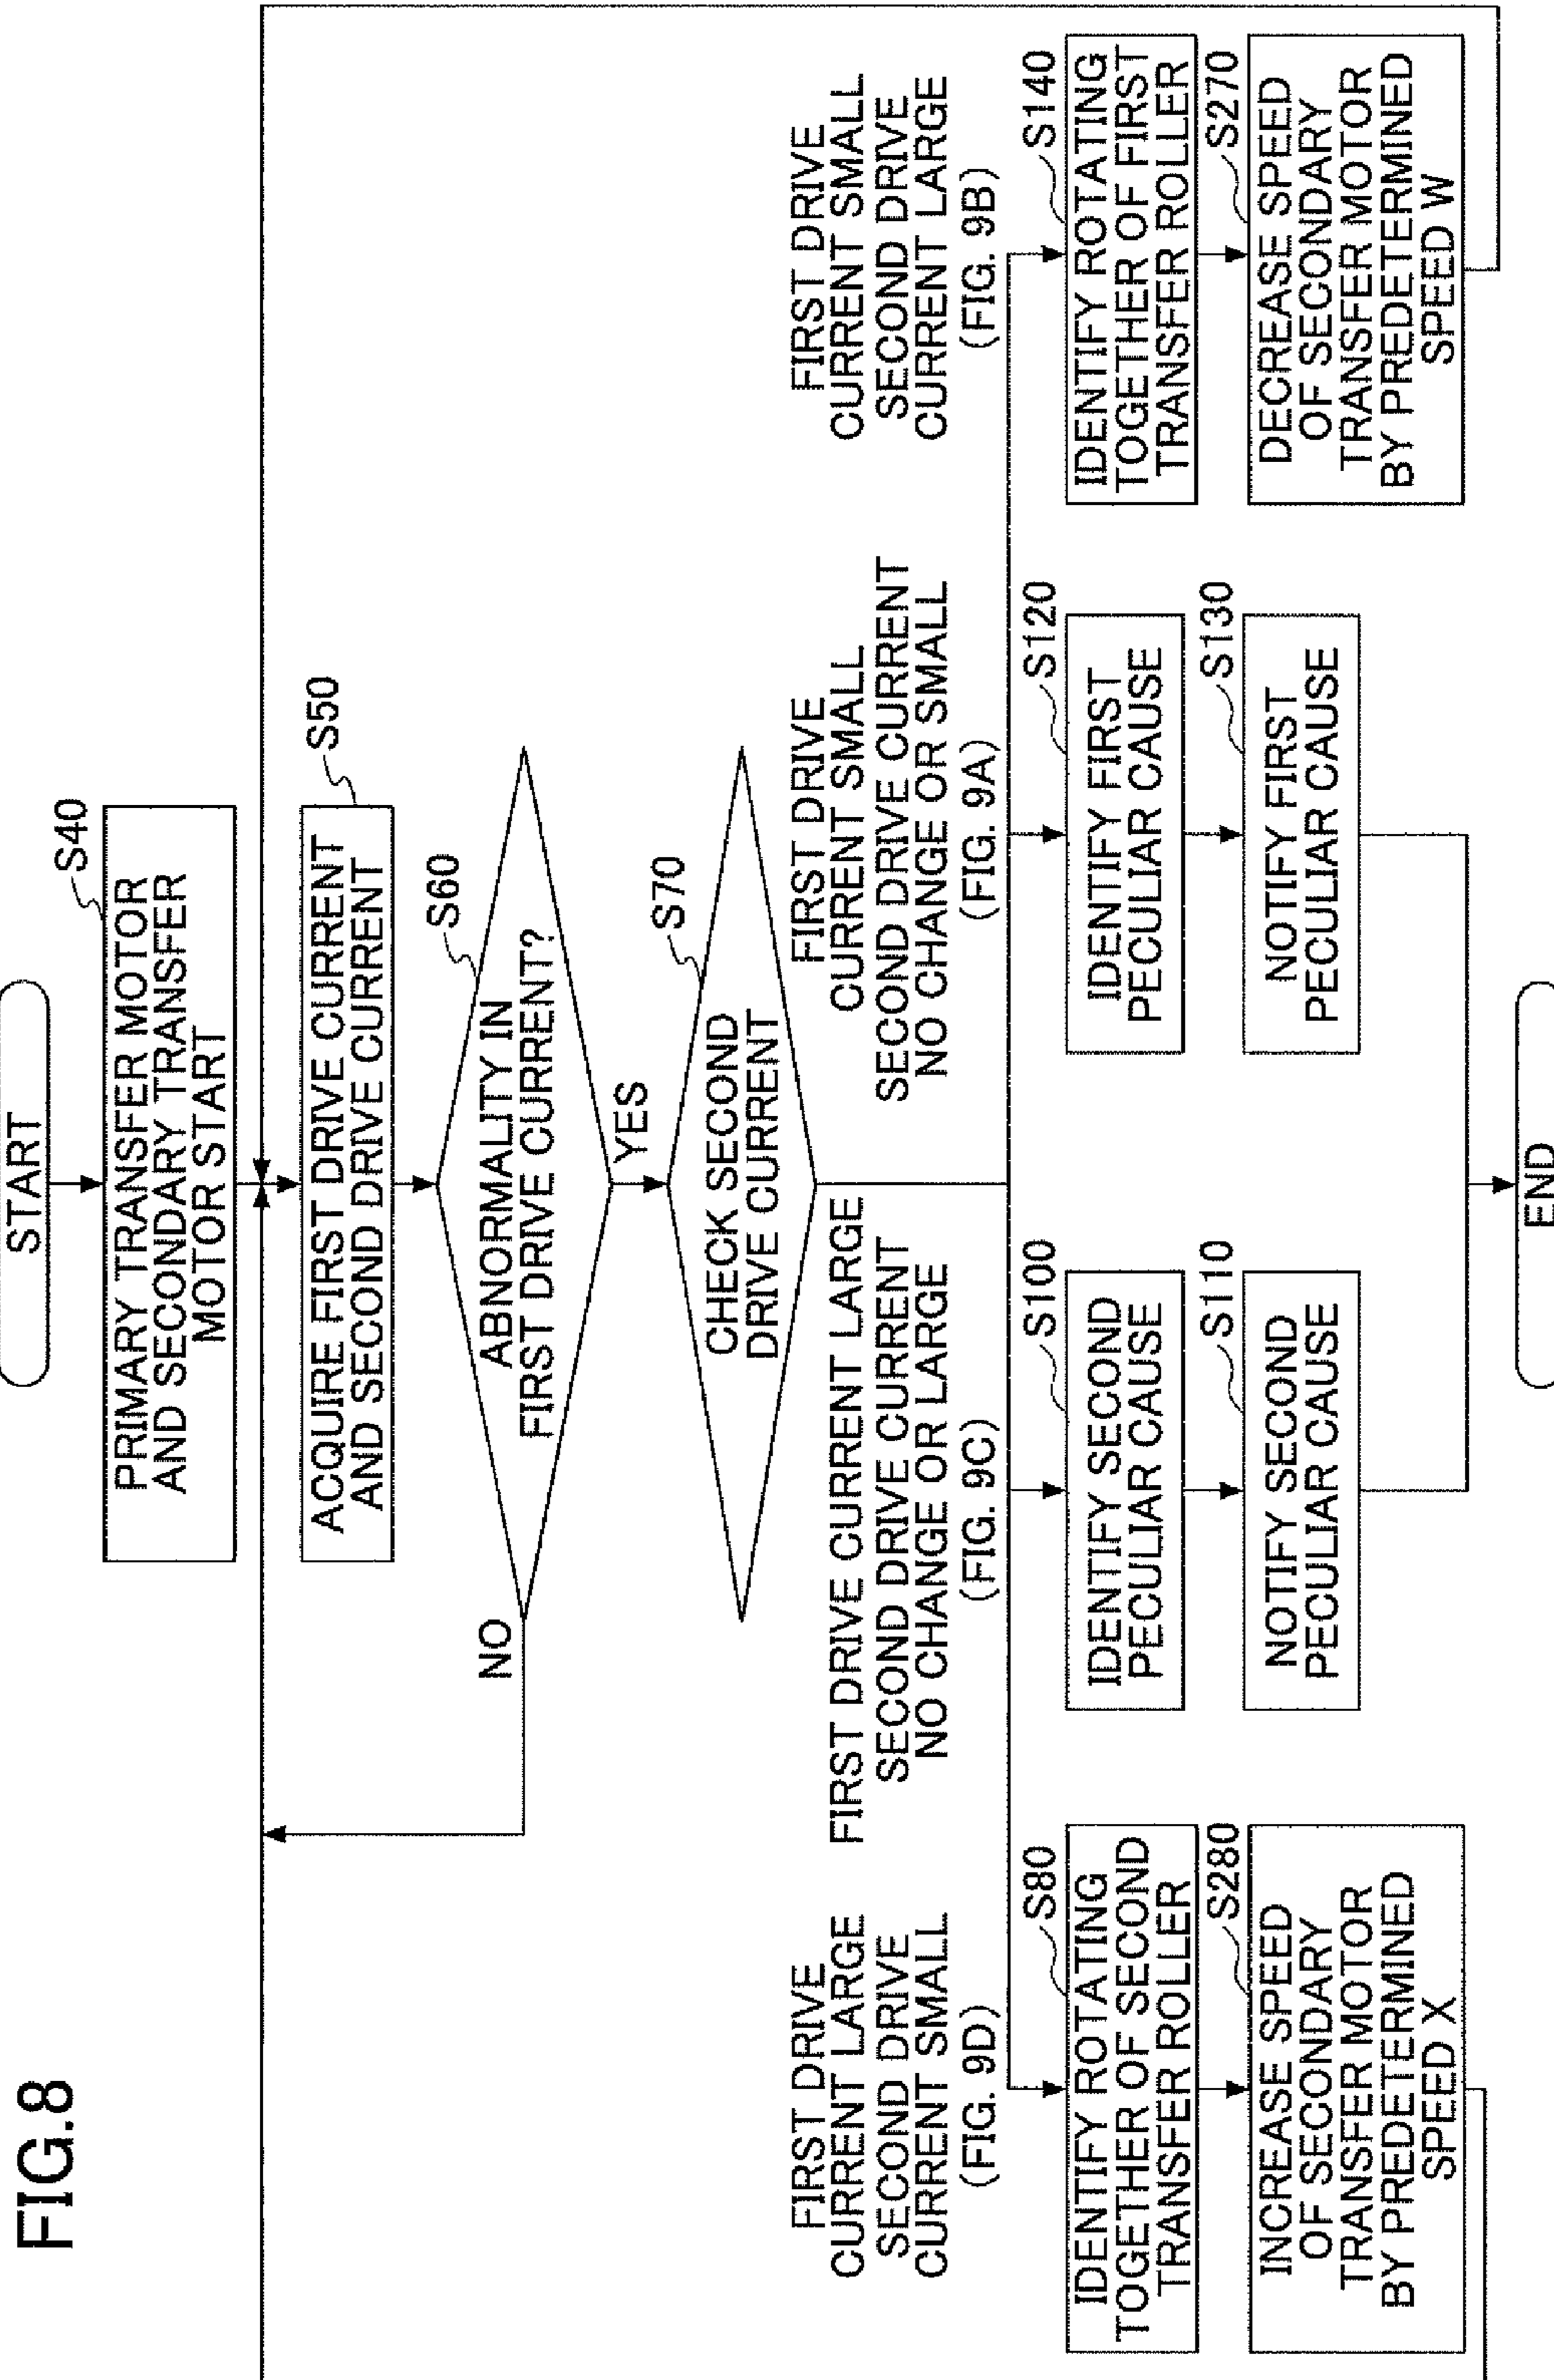 FIG.8
START
S40
PRIMARY TRANSFER MOTOR
AND SECONDARY TRANSFER
MOTOR START
S50
ACQUIRE FIRST DRIVE CURRENT
AND SECOND DRIVE CURRENT
S60
ABNORMALITY IN
FIRST DRIVE CURRENT?
NO
YES
S70
CHECK SECOND
DRIVE CURRENT
FIRST DRIVE
CURRENT LARGE
SECOND DRIVE
CURRENT SMALL
(FIG. 9D)
S80
IDENTIFY ROTATING
TOGETHER OF SECOND
TRANSFER ROLLER
S280
INCREASE SPEED
OF SECONDARY
TRANSFER MOTOR
BY PREDETERMINED
SPEED X
FIRST DRIVE CURRENT LARGE
SECOND DRIVE CURRENT
NO CHANGE OR LARGE
(FIG. 9C)
S100
IDENTIFY SECOND
PECULIAR CAUSE
S110
NOTIFY SECOND
PECULIAR CAUSE
FIRST DRIVE
CURRENT SMALL
SECOND DRIVE CURRENT
NO CHANGE OR SMALL
(FIG. 9A)
S120
IDENTIFY FIRST
PECULIAR CAUSE
S130
NOTIFY FIRST
PECULIAR CAUSE
FIRST DRIVE
CURRENT SMALL
SECOND DRIVE
CURRENT LARGE
(FIG. 9B)
S140
IDENTIFY ROTATING
TOGETHER OF FIRST
TRANSFER ROLLER
S270
DECREASE SPEED
OF SECONDARY
TRANSFER MOTOR
BY PREDETERMINED
SPEED W
END